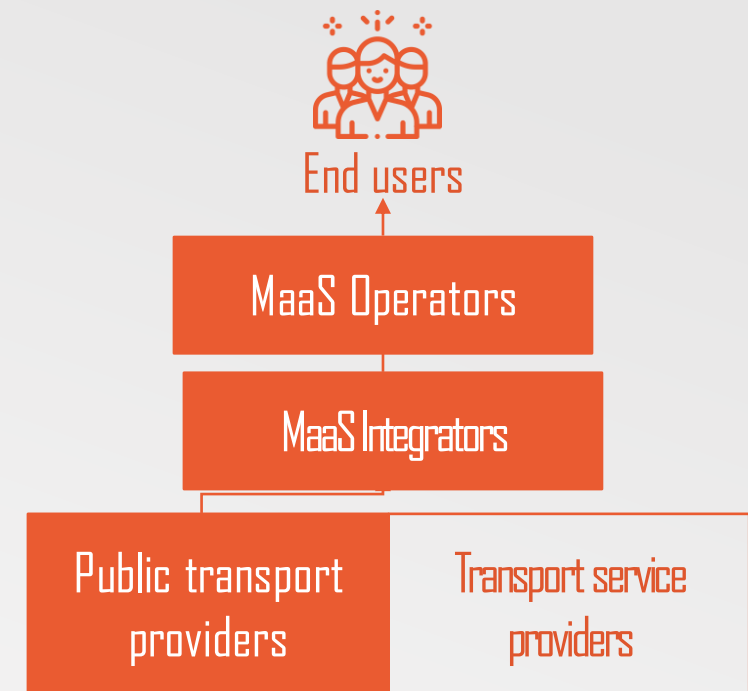 End users
MaaS Operators
MaaS Integrators
Public transport
providers
Transport service
providers